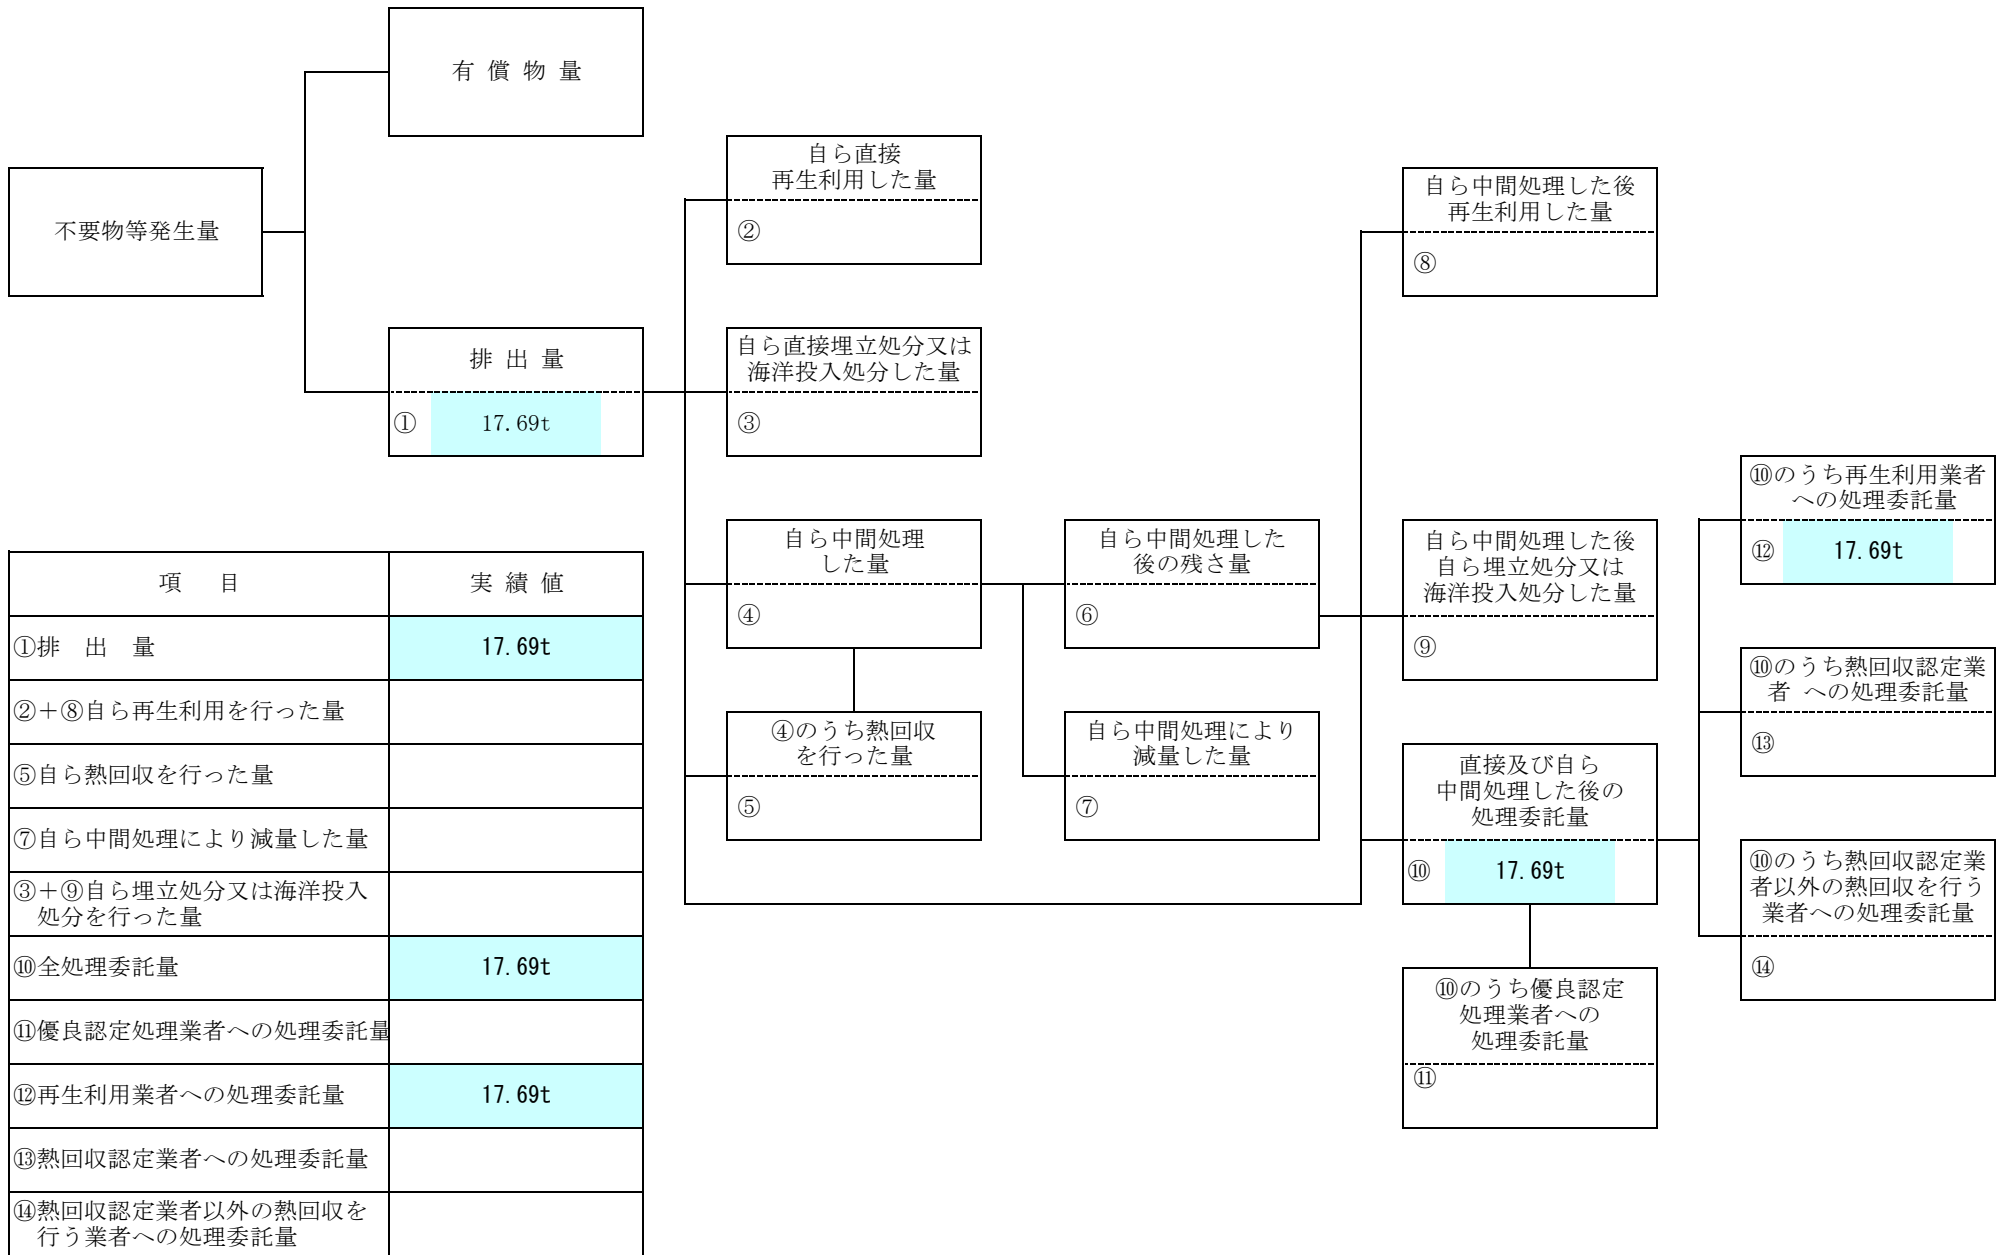 有 償 物 量
不要物等発生量
排 出 量
① 17.69t
自ら直接
再生利用した量
②
自ら直接埋立処分又は
海洋投入処分した量
③
自ら中間処理
した量
④
④のうち熱回収
を行った量
⑤
自ら中間処理した
後の残さ量
⑥
自ら中間処理により
減量した量
⑦
自ら中間処理した後
再生利用した量
⑧
自ら中間処理した後
自ら埋立処分又は
海洋投入処分した量
⑨
直接及び自ら
中間処理した後の
処理委託量
⑩ 17.69t
⑩のうち優良認定
処理業者への
処理委託量
⑪
⑩のうち再生利用業者
への処理委託量
⑫ 17.69t
⑩のうち熱回収認定業
者 への処理委託量
⑬
⑩のうち熱回収認定業
者以外の熱回収を行う
業者への処理委託量
⑭
項 目 実 績 値
①排 出 量 17.69t
②+⑧自ら再生利用を行った量
⑤自ら熱回収を行った量
⑦自ら中間処理により減量した量
③+⑨自ら埋立処分又は海洋投入
処分を行った量
⑩全処理委託量 17.69t
⑪優良認定処理業者への処理委託量
⑫再生利用業者への処理委託量 17.69t
⑬熱回収認定業者への処理委託量
⑭熱回収認定業者以外の熱回収を
行う業者への処理委託量